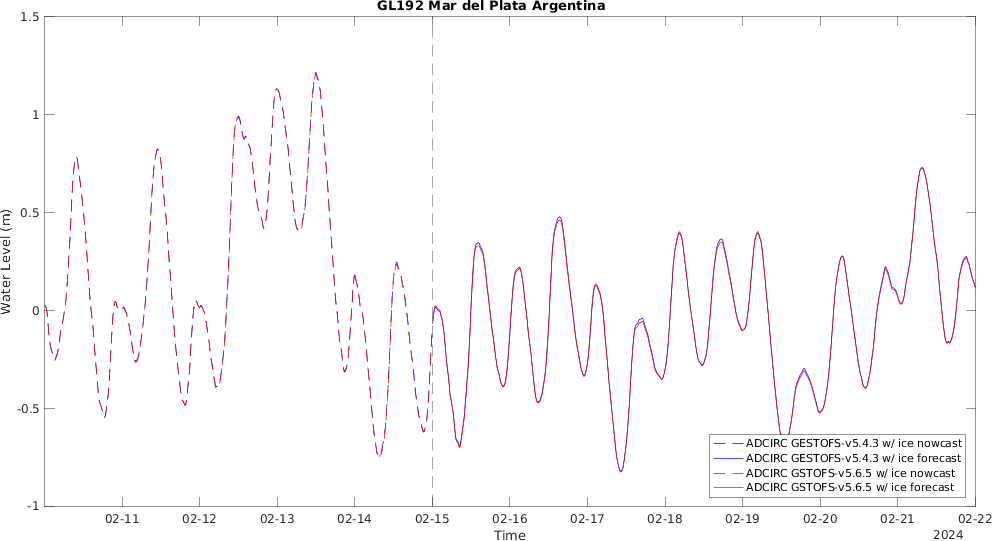 GL192 Mar del Plata Argentina
1.5
1
0.5
0
-0.5
-1
Water Level (m)
02-11 02-12 02-13 02-14 02-15 02-16 02-17 02-18 02-19 02-20 02-21 02-22
Time
2024
ADCIRC GESTOFS-v5.4.3 w/ ice nowcast
ADCIRC GESTOFS-v5.4.3 w/ ice forecast
ADCIRC GSTOFS-v5.6.5 w/ ice nowcast
ADCIRC GSTOFS-v5.6.5 w/ ice forecast